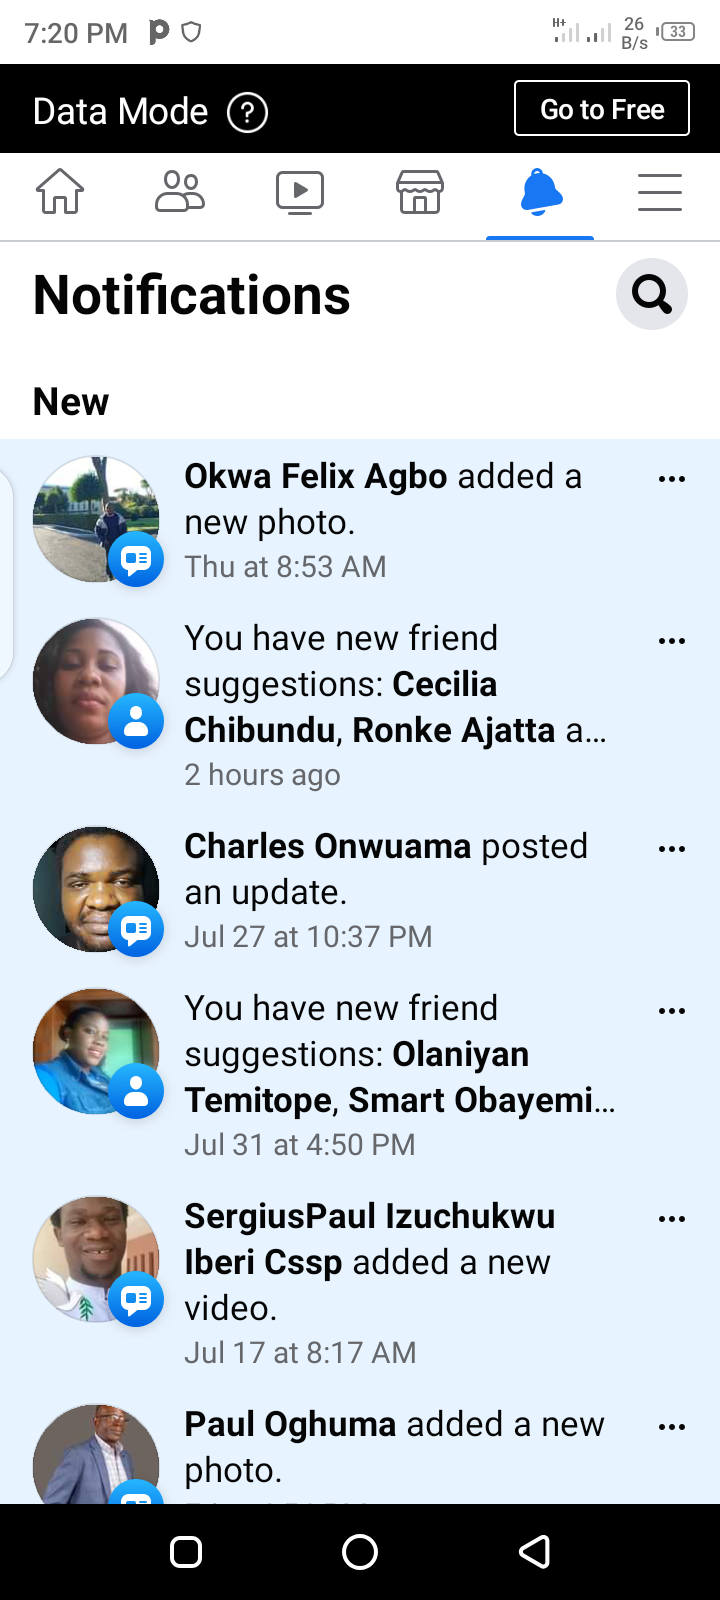 7:20 PM
H+
26
B/s
33
Data Mode ?
Go to Free
Notifications
New
Okwa Felix Agbo added a
new photo.
Thu at 8:53 AM
You have new friend
suggestions: Cecilia
Chibundu, Ronke Ajatta a...
2 hours ago
Charles Onwuama posted
an update.
Jul 27 at 10:37 PM
You have new friend
suggestions: Olaniyan
Temitope, Smart Obayemi...
Jul 31 at 4:50 PM
SergiusPaul Izuchukwu
Iberi Cssp added a new
video.
Jul 17 at 8:17 AM
Paul Oghuma added a new
photo.